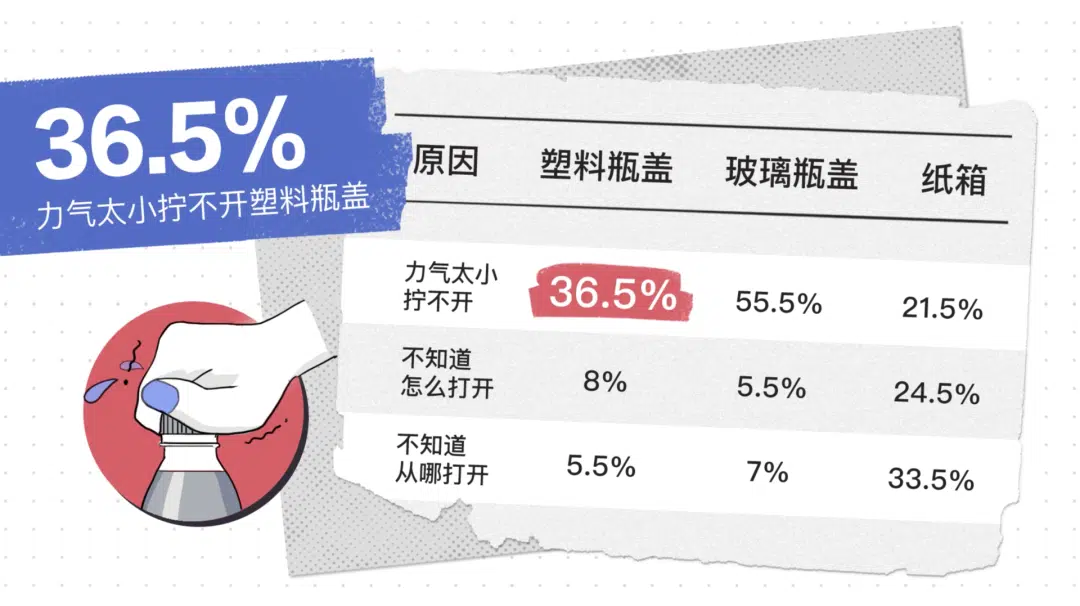 36.5%
力气太小拧不开塑料瓶盖
原因 塑料瓶盖 玻璃瓶盖 纸箱
力气太小
拧不开 36.5% 55.5% 21.5%
不知道
怎么打开 8% 5.5% 24.5%
不知道
从哪打开 5.5% 7% 33.5%